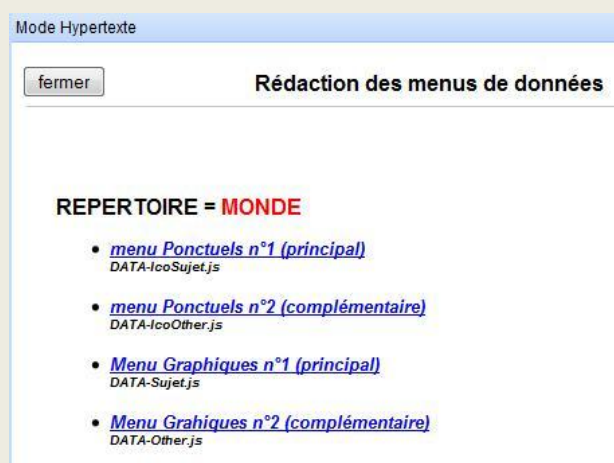 Mode Hypertexte
fermer
Rédaction des menus de données
REPERTOIRE = MONDE
menu Ponctuels n°1 (principal)
DATA-IcoSujet.js
menu Ponctuels n°2 (complémentaire)
DATA-IcoOther.js
Menu Graphiques n°1 (principal)
DATA-Sujet.js
Menu Grahiques n°2 (complémentaire)
DATA-Other.js